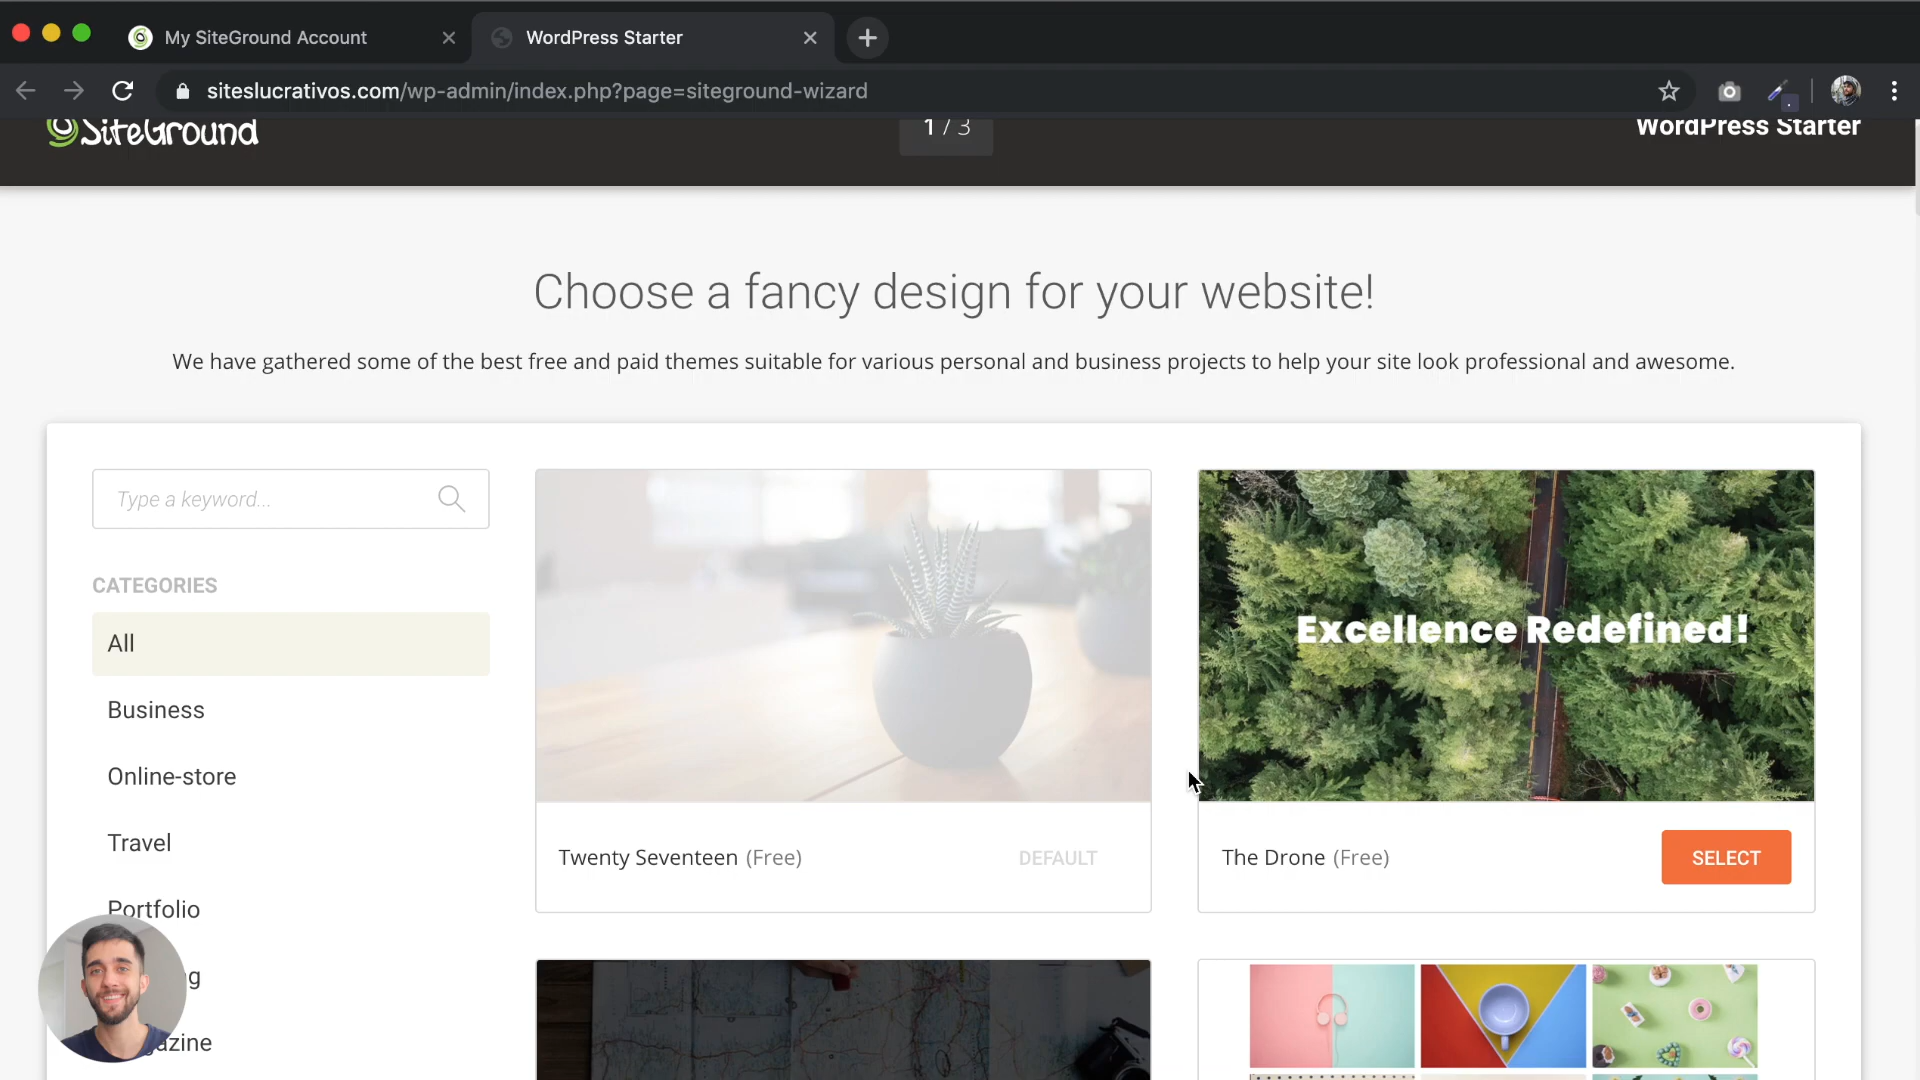 My SiteGround Account
WordPress Starter
siteslucrativos.com/wp-admin/index.php?page=siteground-wizard
SiteGround
1 / 3
WordPress Starter
Choose a fancy design for your website!
We have gathered some of the best free and paid themes suitable for various personal and business projects to help your site look professional and awesome.
Type a keyword...
CATEGORIES
All
Business
Online-store
Travel
Portfolio
Excellence Redefined!
Twenty Seventeen (Free)
DEFAULT
The Drone (Free)
SELECT